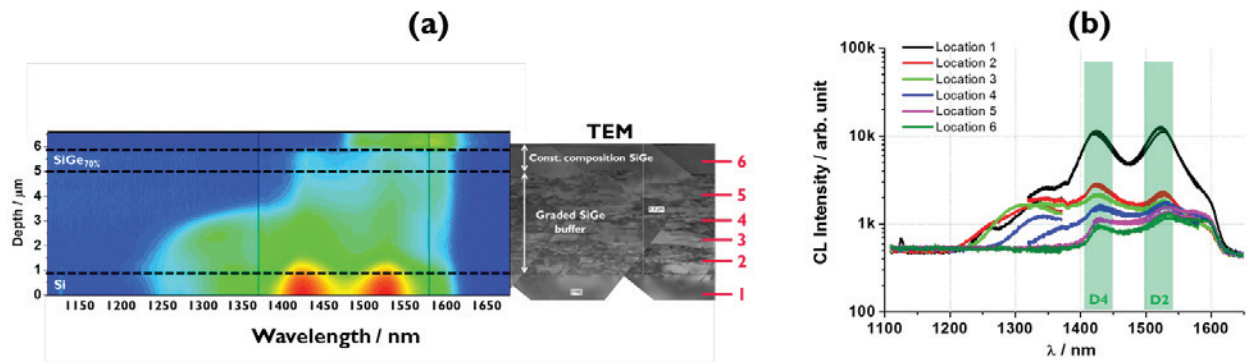 (a)
TEM
6
5
4
3
2
1
0
Depth / μm
SiGe70%
Si
1150 1200 1300 1350 1400 1450 1500 1550 1600 1650
Wavelength / nm
Const. composition SiGe
Graded SiGe
buffer
6
5
4
3
2
1
(b)
100k
10k
1k
100
CL Intensity / arb. unit
Location 1
Location 2
Location 3
Location 4
Location 5
Location 6
D4
D2
1100 1200 1300 1400 1500 1600
λ / nm